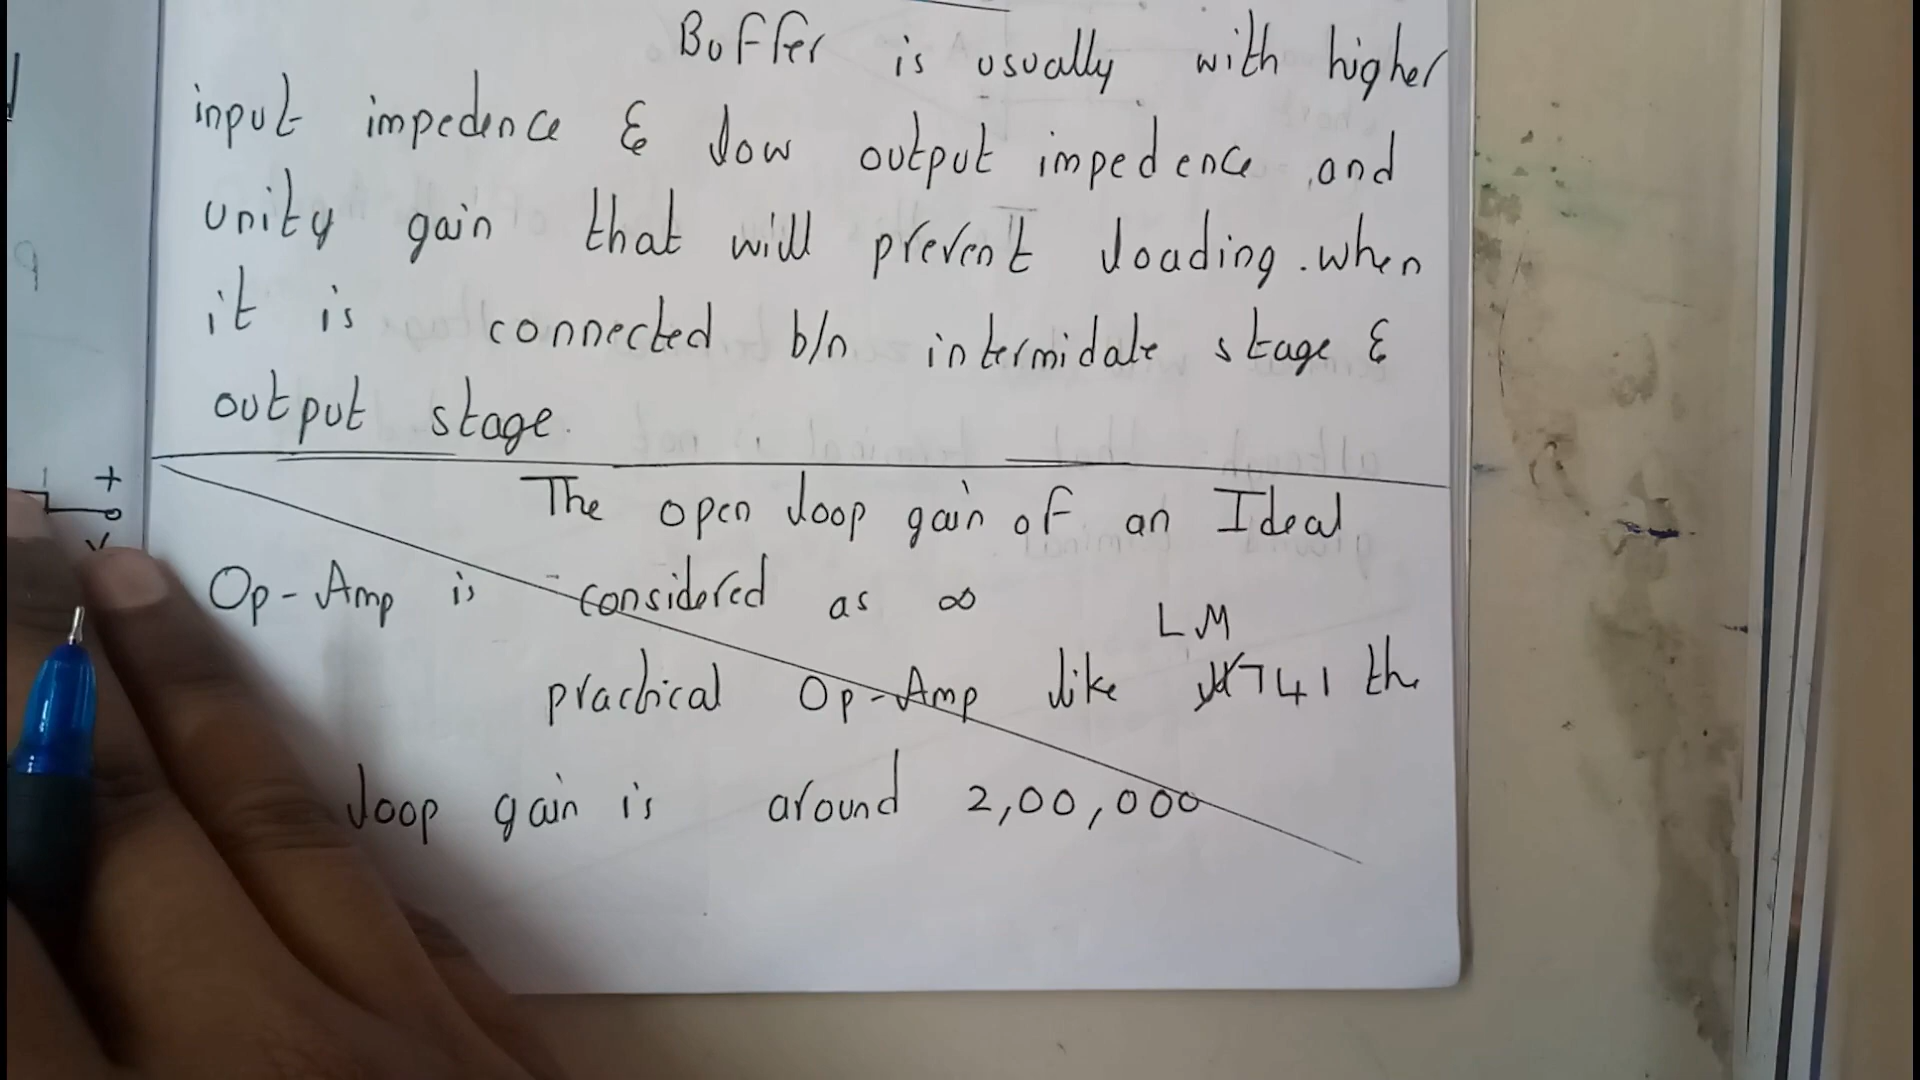 Buffer is usually with higher
input impedence & low output impedence and
unity gain that will prevent loading. when
it is connected b/n intermidate stage &
output stage.
The open loop gain of an Ideal
Op-Amp is considered as ∞
LM
practical Op-Amp like 741 the
loop gain is around 2,00,000
+